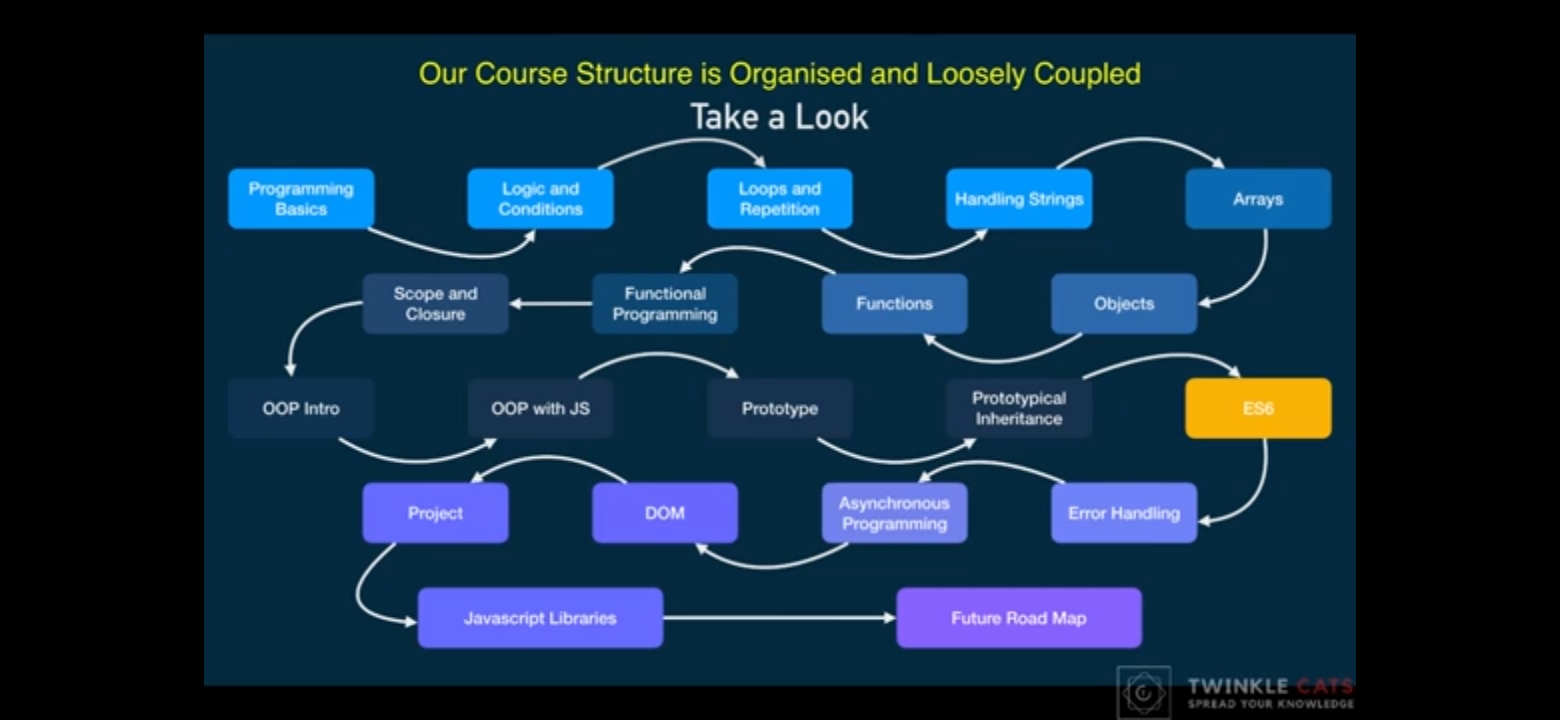 Our Course Structure is Organised and Loosely Coupled
Take a Look
Programming
Basics
Logic and
Conditions
Loops and
Repetition
Handling Strings
Arrays
Scope and
Closure
Functional
Programming
Functions
Objects
OOP Intro
OOP with JS
Prototype
Prototypical
Inheritance
ES6
Project
DOM
Asynchronous
Programming
Error Handling
Javascript Libraries
Future Road Map
TWINKLE CATS
SPREAD YOUR KNOWLEDGE